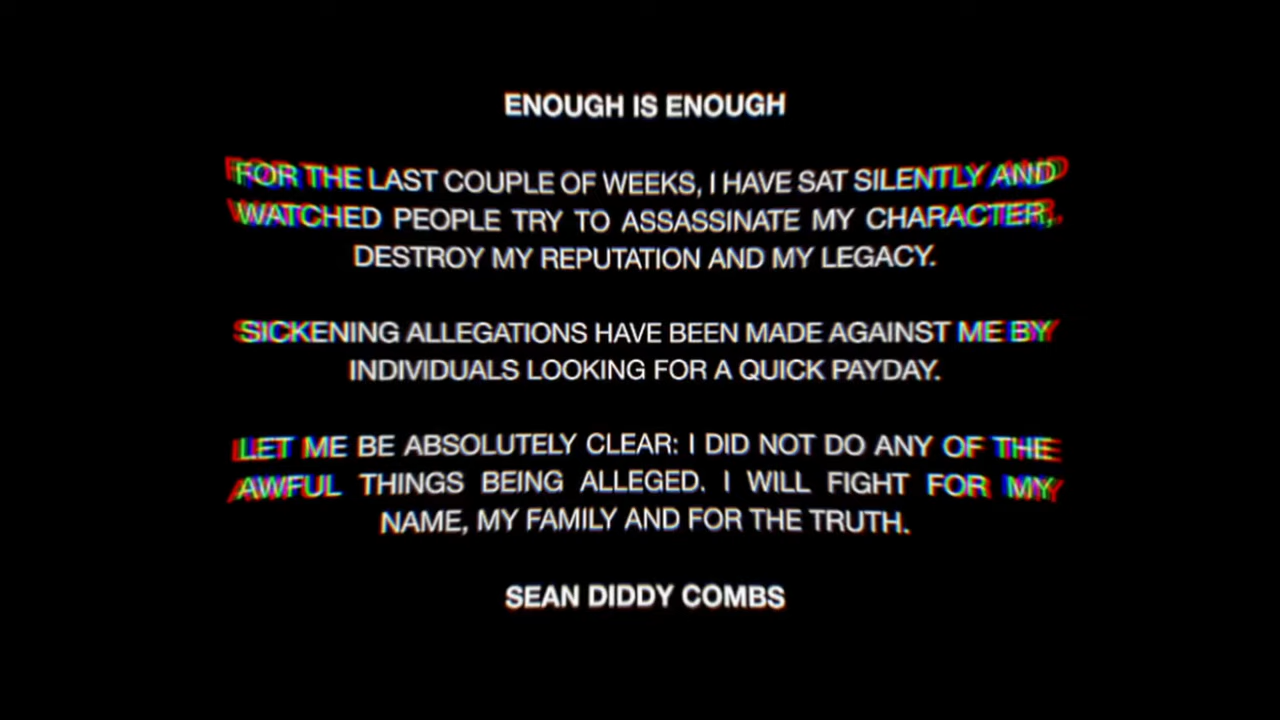 ENOUGH IS ENOUGH
FOR THE LAST COUPLE OF WEEKS, I HAVE SAT SILENTLY AND
WATCHED PEOPLE TRY TO ASSASSINATE MY CHARACTER,
DESTROY MY REPUTATION AND MY LEGACY.
SICKENING ALLEGATIONS HAVE BEEN MADE AGAINST ME BY
INDIVIDUALS LOOKING FOR A QUICK PAYDAY.
LET ME BE ABSOLUTELY CLEAR: I DID NOT DO ANY OF THE
AWFUL THINGS BEING ALLEGED. I WILL FIGHT FOR MY
NAME, MY FAMILY AND FOR THE TRUTH.
SEAN DIDDY COMBS